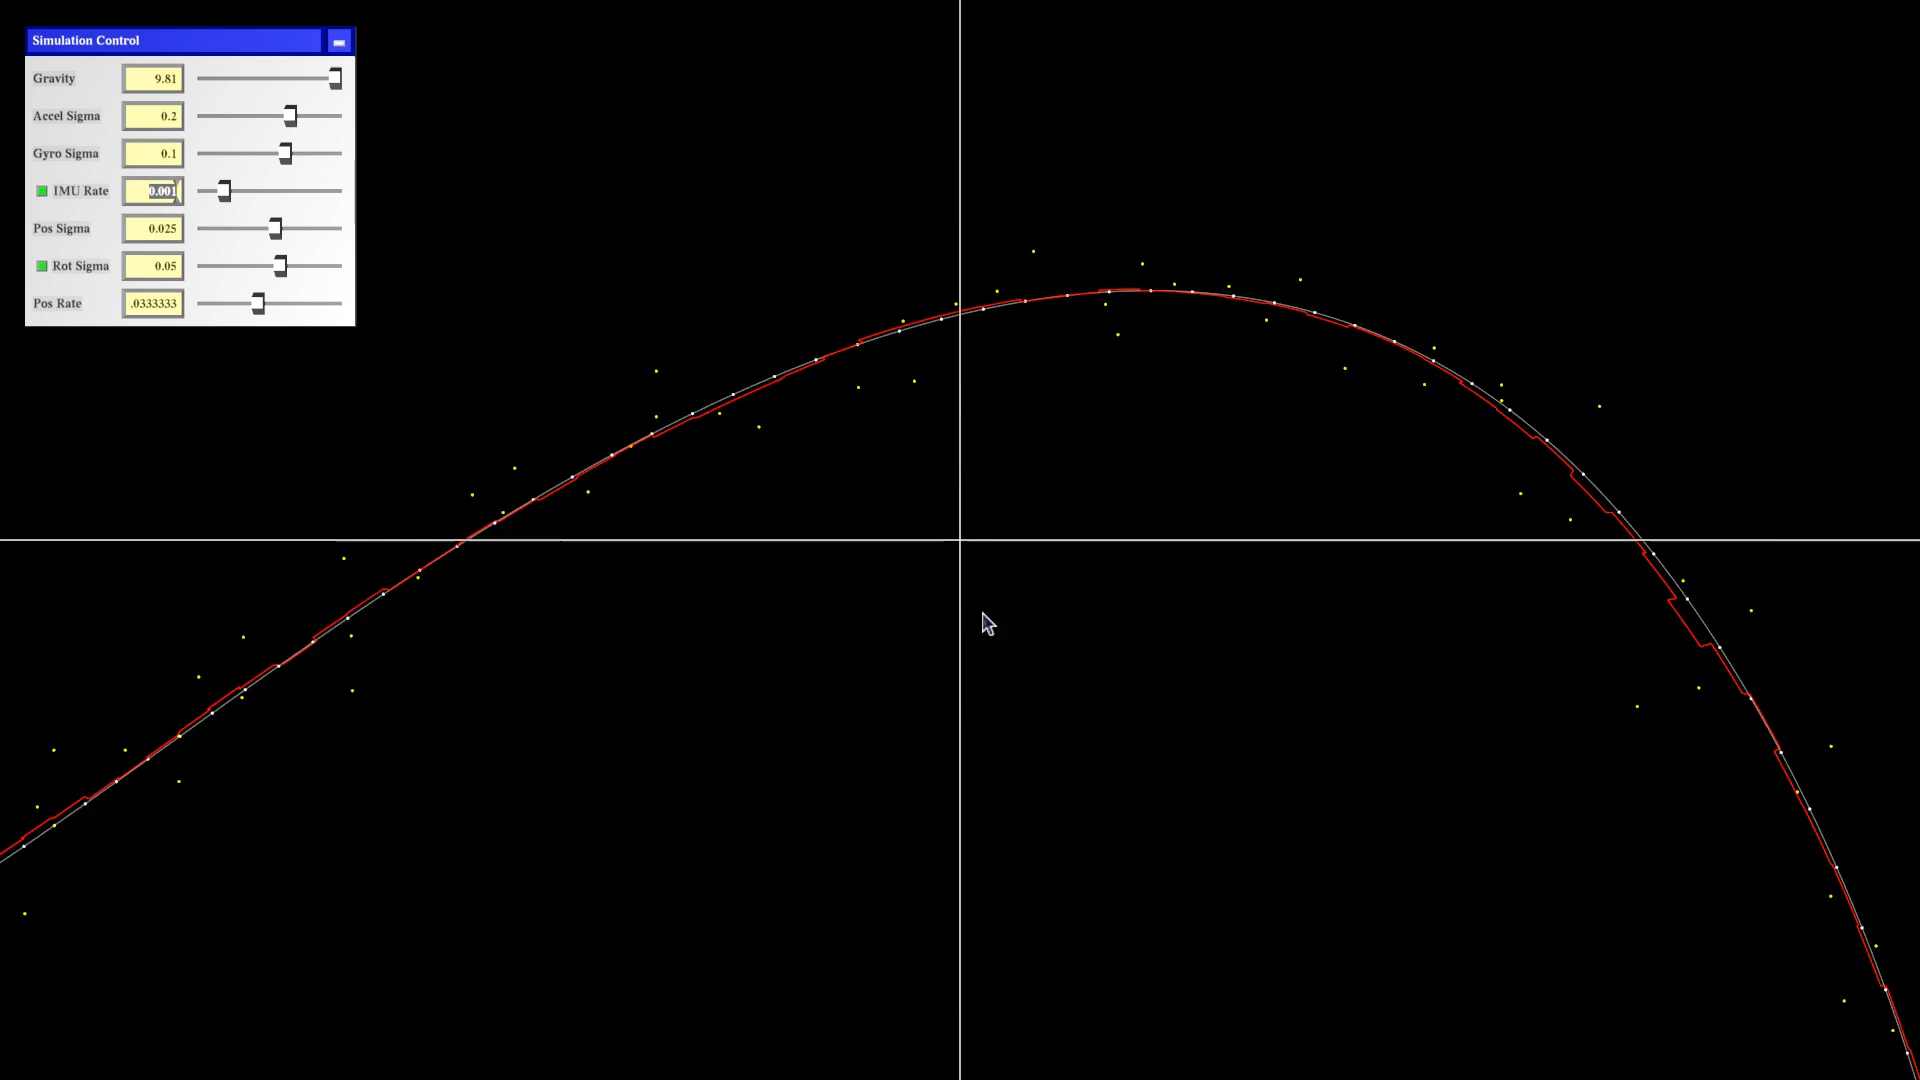 Simulation Control
Gravity 9.81
Accel Sigma 0.2
Gyro Sigma 0.1
IMU Rate 0.001
Pos Sigma 0.025
Rot Sigma 0.05
Pos Rate .0333333